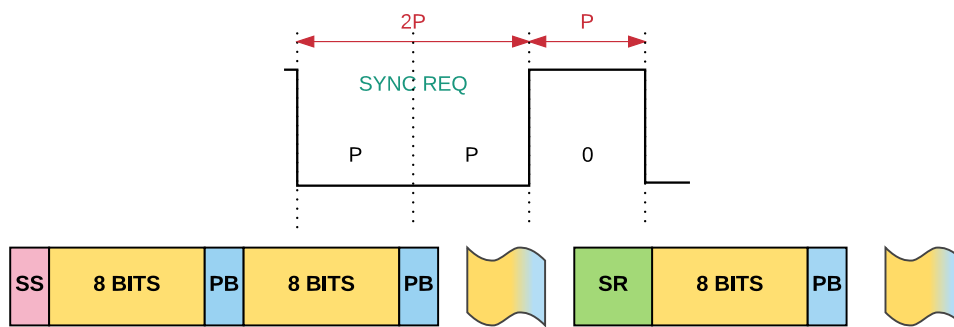 2P P
SYNC REQ
P P 0
SS 8 BITS PB 8 BITS PB SR 8 BITS PB